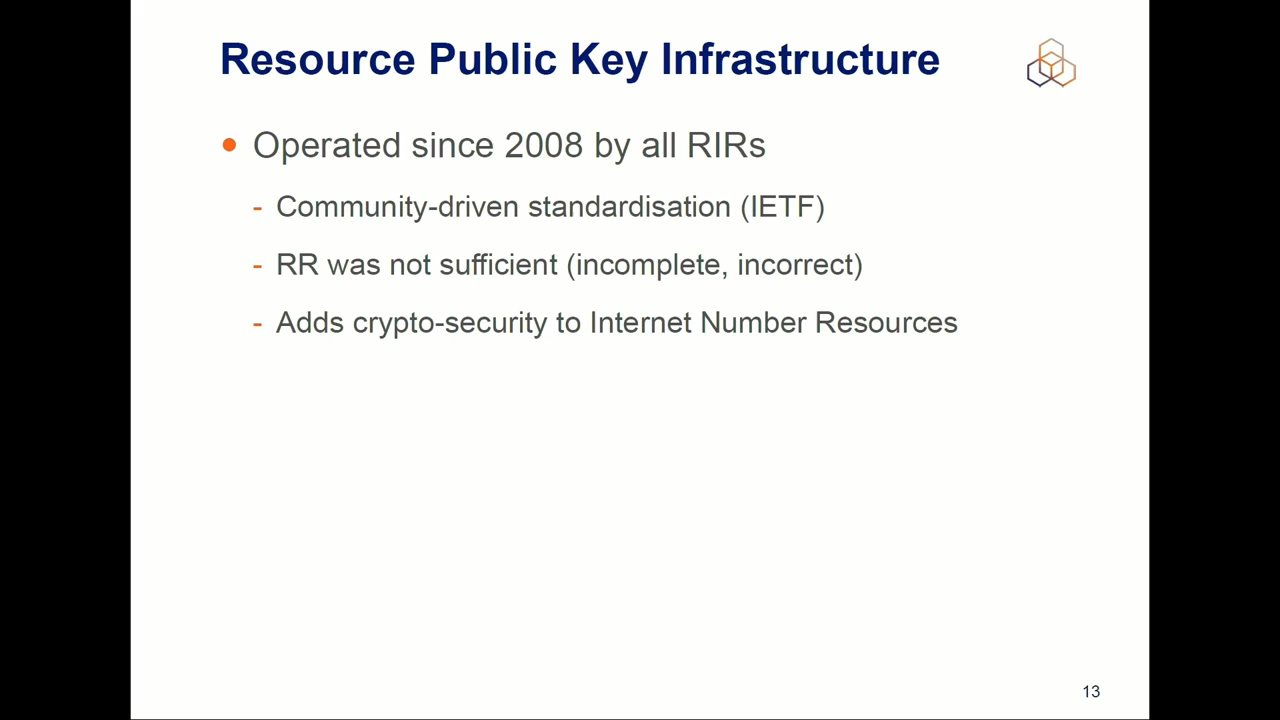 Resource Public Key Infrastructure
• Operated since 2008 by all RIRs
- Community-driven standardisation (IETF)
- RR was not sufficient (incomplete, incorrect)
- Adds crypto-security to Internet Number Resources
13